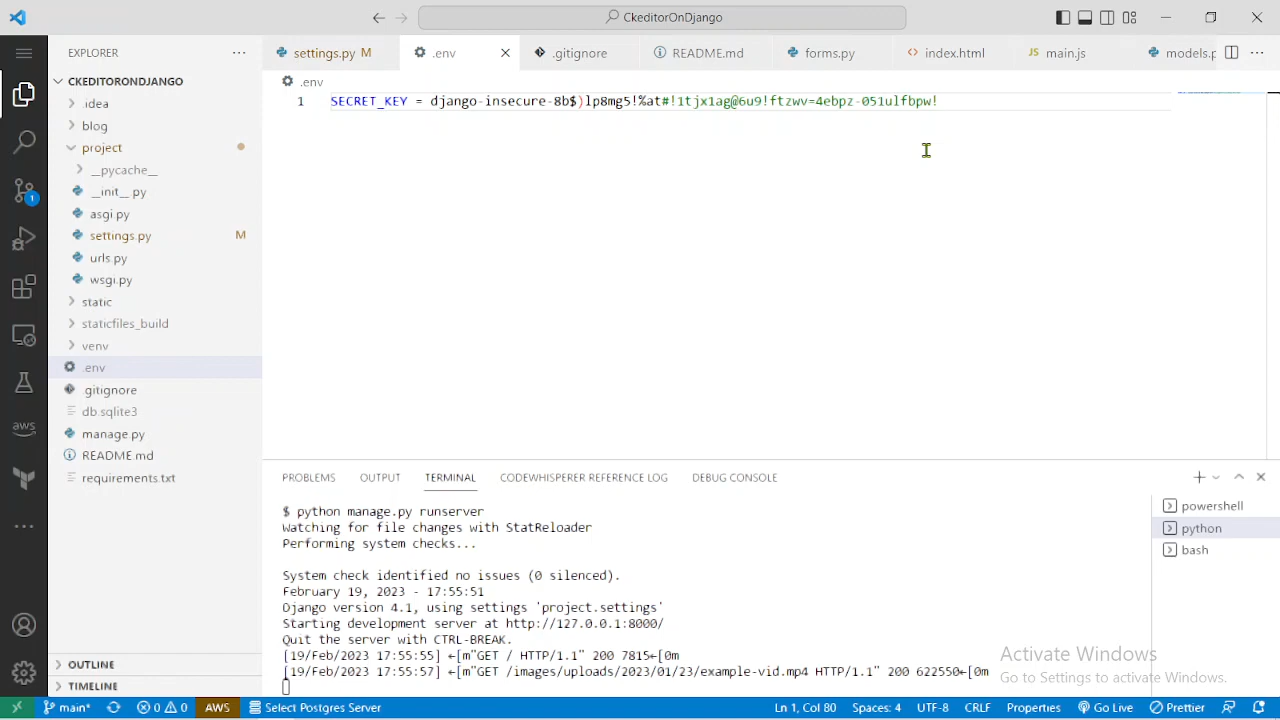 CkeditorOnDjango
EXPLORER
settings.py M
.env
.gitignore
README.md
forms.py
index.html
main.js
models.p
CKEDITORONDJANGO
.env
.idea
1
SECRET_KEY = django-insecure-8b$)lp8mg5!%at#!1tjx1ag@6u9!ftzwv=4ebpz-051ulfbpw!
blog
project
__pycache__
__init__.py
asgi.py
settings.py M
urls.py
wsgi.py
static
staticfiles_build
venv
.env
.gitignore
db.sqlite3
manage.py
README.md
requirements.txt
OUTLINE
TIMELINE
1
aws
PROBLEMS
OUTPUT
TERMINAL
CODEWHISPERER REFERENCE LOG
DEBUG CONSOLE
$ python manage.py runserver
Watching for file changes with StatReloader
Performing system checks...
System check identified no issues (0 silenced).
February 19, 2023 - 17:55:51
Django version 4.1, using settings 'project.settings'
Starting development server at http://127.0.0.1:8000/
Quit the server with CTRL-BREAK.
[19/Feb/2023 17:55:55] ←[m"GET / HTTP/1.1" 200 7815←[0m
[19/Feb/2023 17:55:57] ←[m"GET /images/uploads/2023/01/23/example-vid.mp4 HTTP/1.1" 200 622550←[0m
powershell
python
bash
Activate Windows
Go to Settings to activate Windows.
main*
0
0
AWS
Select Postgres Server
Ln 1, Col 80
Spaces: 4
UTF-8
CRLF
Properties
Go Live
Prettier